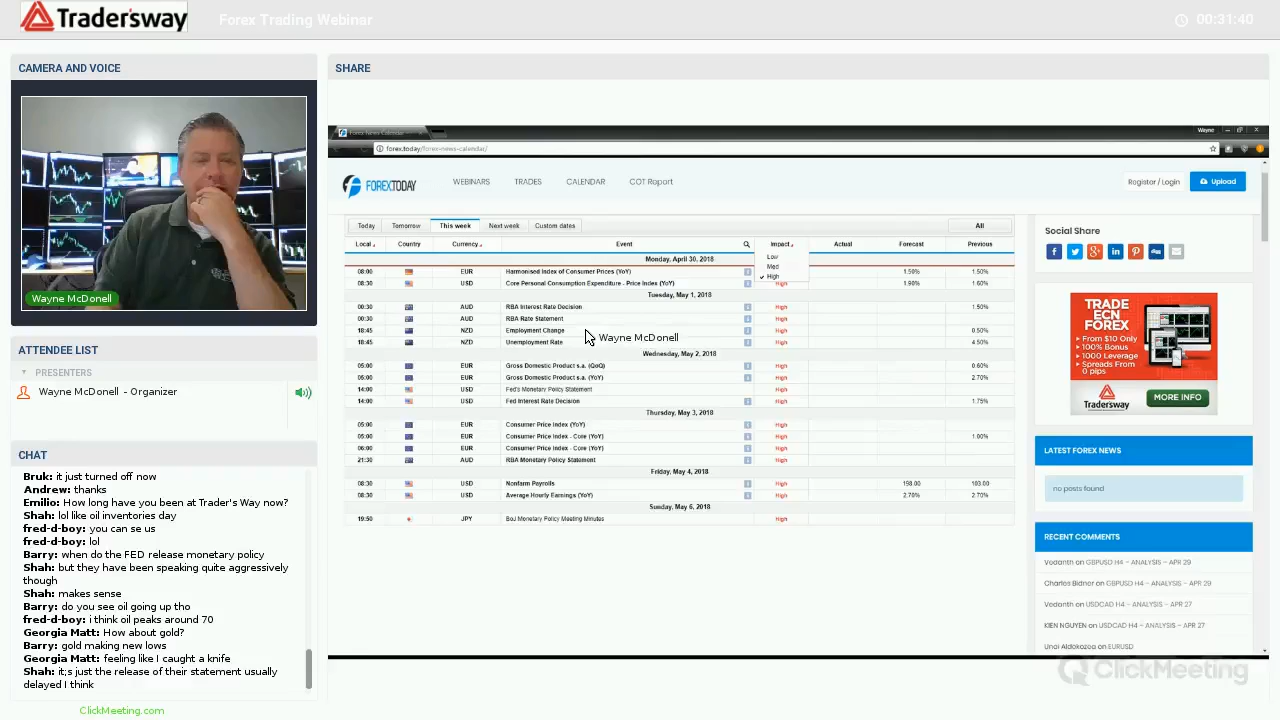 Trader'sway
Forex Trading Webinar
00:31:40
CAMERA AND VOICE
Wayne McDonell
ATTENDEE LIST
PRESENTERS
Wayne McDonell - Organizer
CHAT
Bruk: it just turned off now
Andrew: thanks
Emilio: How long have you been at Trader's Way now?
Shah: lol like oil inventories day
fred-d-boy: you can se us
fred-d-boy: lol
Barry: when do the FED release monetary policy
Shah: but they have been speaking quite aggressively
though
Shah: makes sense
Barry: do you see oil going up tho
fred-d-boy: i think oil peaks around 70
Georgia Matt: How about gold?
Barry: gold making new lows
Georgia Matt: feeling like I caught a knife
Shah: it;s just the release of their statement usually
delayed I think
ClickMeeting.com
SHARE
Forex News Calendar
Wayne
forex.today/forex-news-calendar/
FOREXTODAY
WEBINARS TRADES CALENDAR COT Report
Register / Login
Upload
Today Tomorrow This week Next week Custom dates All
Local Country Currency Event Impact Actual Forecast Previous
Low
Med
High
Monday, April 30, 2018
08:00 EUR Harmonised Index of Consumer Prices (YoY) 1.50% 1.50%
08:30 USD Core Personal Consumption Expenditure - Price Index (YoY) High 1.90% 1.60%
Tuesday, May 1, 2018
00:30 AUD RBA Interest Rate Decision High 1.50%
00:30 AUD RBA Rate Statement High
18:45 NZD Employment Change High 0.50%
18:45 NZD Unemployment Rate High 4.50%
Wayne McDonell
Wednesday, May 2, 2018
05:00 EUR Gross Domestic Product s.a. (QoQ) High 0.60%
05:00 EUR Gross Domestic Product s.a. (YoY) High 2.70%
14:00 USD Fed's Monetary Policy Statement High
14:00 USD Fed Interest Rate Decision High 1.75%
Thursday, May 3, 2018
05:00 EUR Consumer Price Index (YoY) High
05:00 EUR Consumer Price Index - Core (YoY) High 1.00%
06:00 EUR Consumer Price Index - Core (YoY) High
21:30 AUD RBA Monetary Policy Statement High
Friday, May 4, 2018
08:30 USD Nonfarm Payrolls High 198.00 103.00
08:30 USD Average Hourly Earnings (YoY) High 2.70% 2.70%
Sunday, May 6, 2018
19:50 JPY BoJ Monetary Policy Meeting Minutes High
Social Share
TRADE
ECN
FOREX
From $10 Only
100% Bonus
1000 Leverage
Spreads From
0 pips
Tradersway
MORE INFO
LATEST FOREX NEWS
no posts found
RECENT COMMENTS
Vedanth on GBPUSD H4 – ANALYSIS – APR 29
Charles Bidner on GBPUSD H4 – ANALYSIS – APR 29
Vedanth on USDCAD H4 – ANALYSIS – APR 27
KIEN NGUYEN on USDCAD H4 – ANALYSIS – APR 27
Unai Aldekozea on EURUSD
ClickMeeting